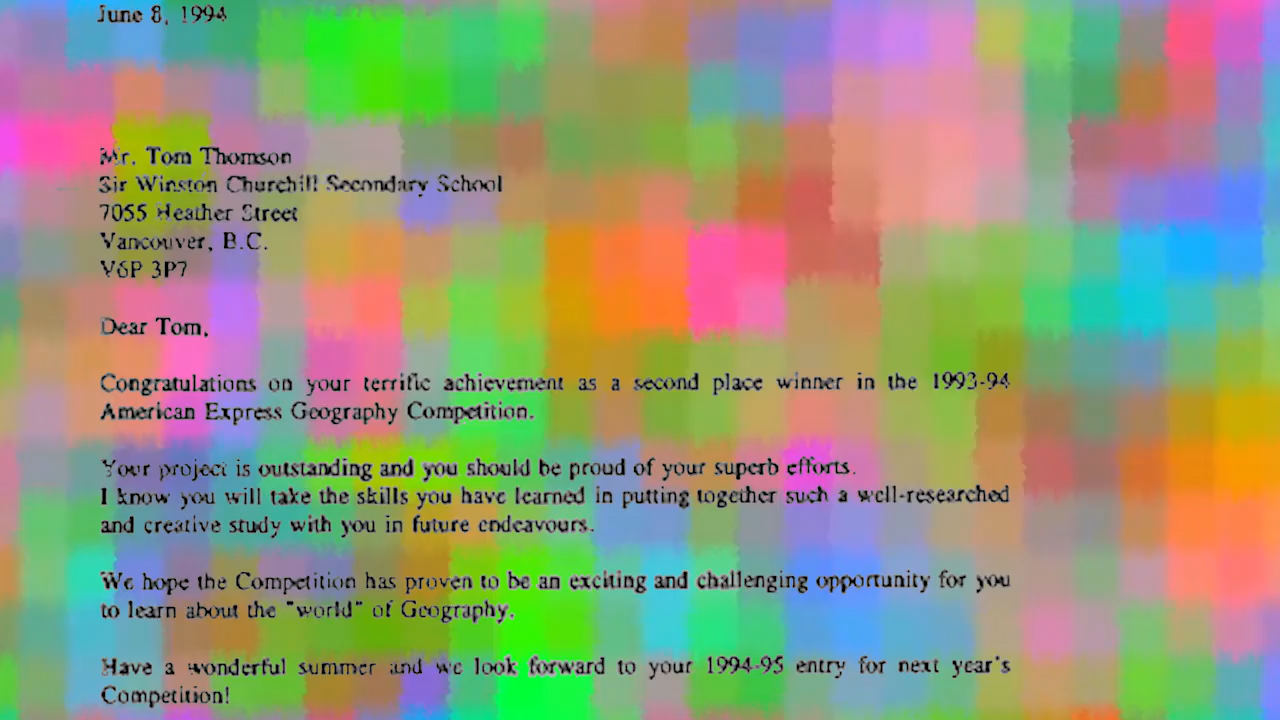 June 8, 1994
Mr. Tom Thomson
Sir Winston Churchill Secondary School
7055 Heather Street
Vancouver, B.C.
V6P 3P7
Dear Tom,
Congratulations on your terrific achievement as a second place winner in the 1993-94
American Express Geography Competition.
Your project is outstanding and you should be proud of your superb efforts.
I know you will take the skills you have learned in putting together such a well-researched
and creative study with you in future endeavours.
We hope the Competition has proven to be an exciting and challenging opportunity for you
to learn about the "world" of Geography.
Have a wonderful summer and we look forward to your 1994-95 entry for next year's
Competition!